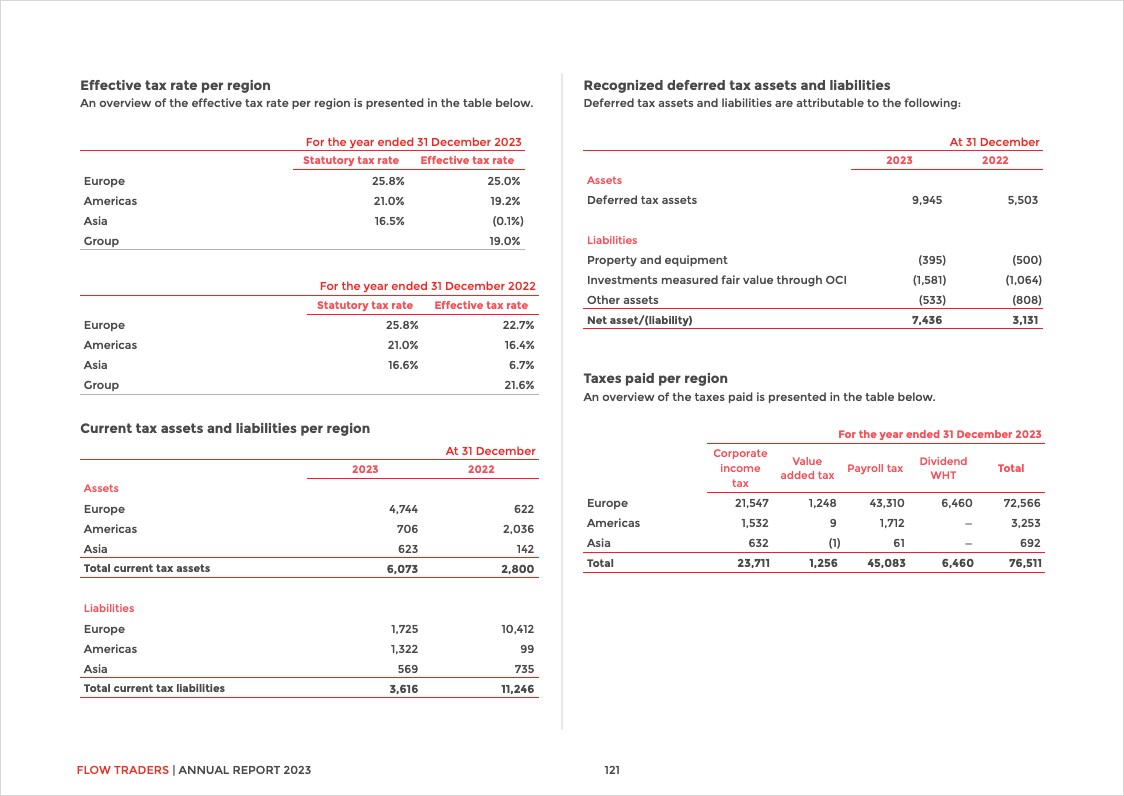 Effective tax rate per region
An overview of the effective tax rate per region is presented in the table below.
For the year ended 31 December 2023
Statutory tax rate Effective tax rate
Europe 25.8% 25.0%
Americas 21.0% 19.2%
Asia 16.5% (0.1%)
Group 19.0%
For the year ended 31 December 2022
Statutory tax rate Effective tax rate
Europe 25.8% 22.7%
Americas 21.0% 16.4%
Asia 16.6% 6.7%
Group 21.6%
Current tax assets and liabilities per region
At 31 December
2023 2022
Assets
Europe 4,744 622
Americas 706 2,036
Asia 623 142
Total current tax assets 6,073 2,800
Liabilities
Europe 1,725 10,412
Americas 1,322 99
Asia 569 735
Total current tax liabilities 3,616 11,246
Recognized deferred tax assets and liabilities
Deferred tax assets and liabilities are attributable to the following:
At 31 December
2023 2022
Assets
Deferred tax assets 9,945 5,503
Liabilities
Property and equipment (395) (500)
Investments measured fair value through OCI (1,581) (1,064)
Other assets (533) (808)
Net asset/(liability) 7,436 3,131
Taxes paid per region
An overview of the taxes paid is presented in the table below.
For the year ended 31 December 2023
Corporate
income
tax
Value
added tax
Payroll tax
Dividend
WHT
Total
Europe 21,547 1,248 43,310 6,460 72,566
Americas 1,532 9 1,712 — 3,253
Asia 632 (1) 61 — 692
Total 23,711 1,256 45,083 6,460 76,511
FLOW TRADERS | ANNUAL REPORT 2023 121